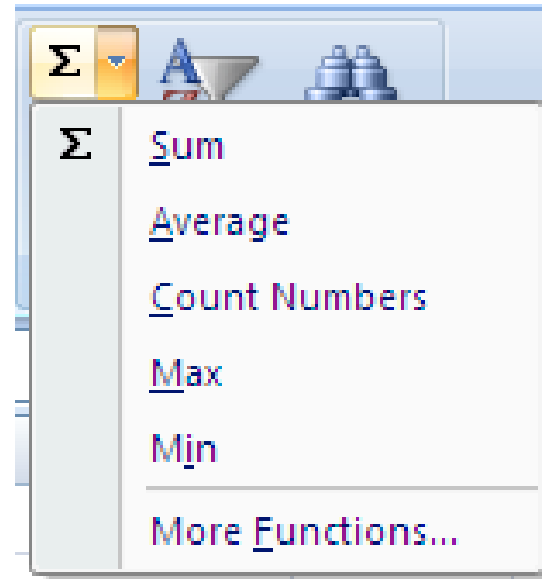 Σ
Σ Sum
Average
Count Numbers
Max
Min
More Functions...